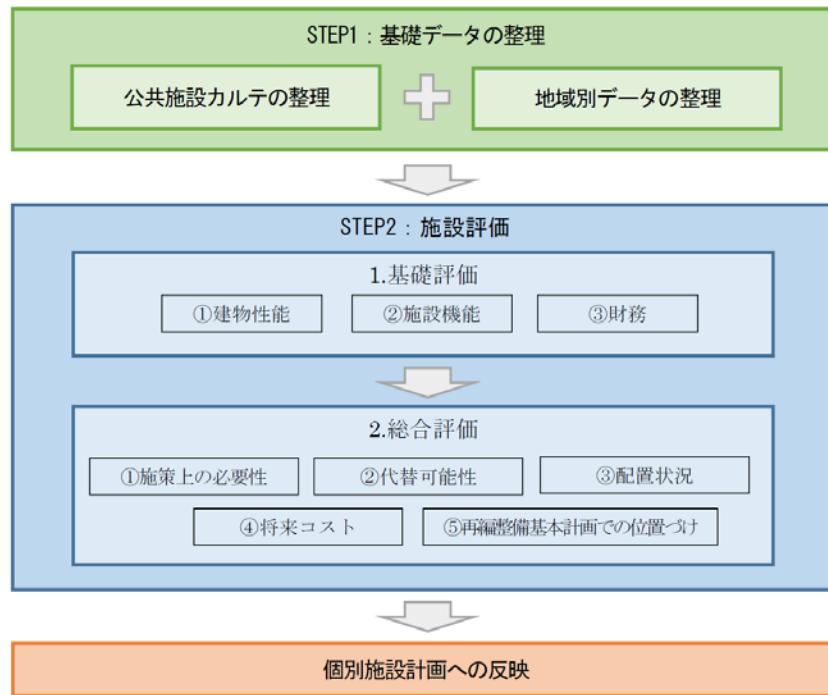 STEP1：基礎データの整理
公共施設カルテの整理
地域別データの整理
STEP2：施設評価
1.基礎評価
①建物性能
②施設機能
③財務
2.総合評価
①施策上の必要性
②代替可能性
③配置状況
④将来コスト
⑤再編整備基本計画での位置づけ
個別施設計画への反映